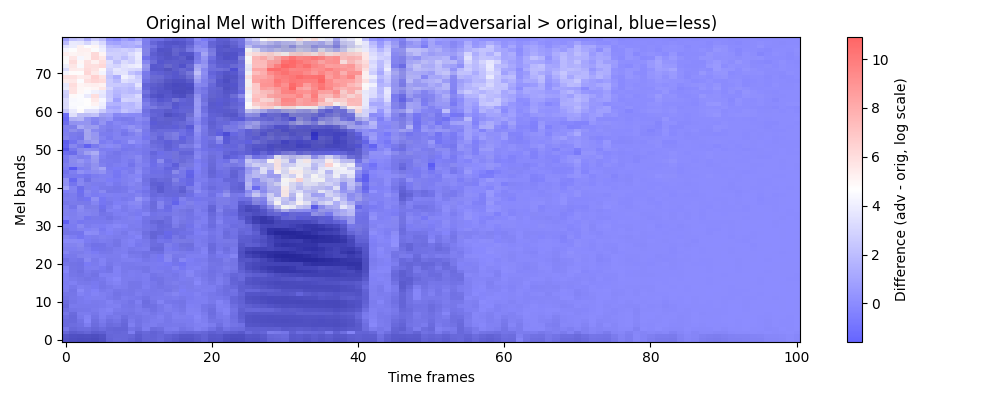 Original Mel with Differences (red=adversarial > original, blue=less)
Mel bands
70
60
50
40
30
20
10
0
0 20 40 60 80 100
Time frames
10
8
6
4
2
0
Difference (adv - orig, log scale)